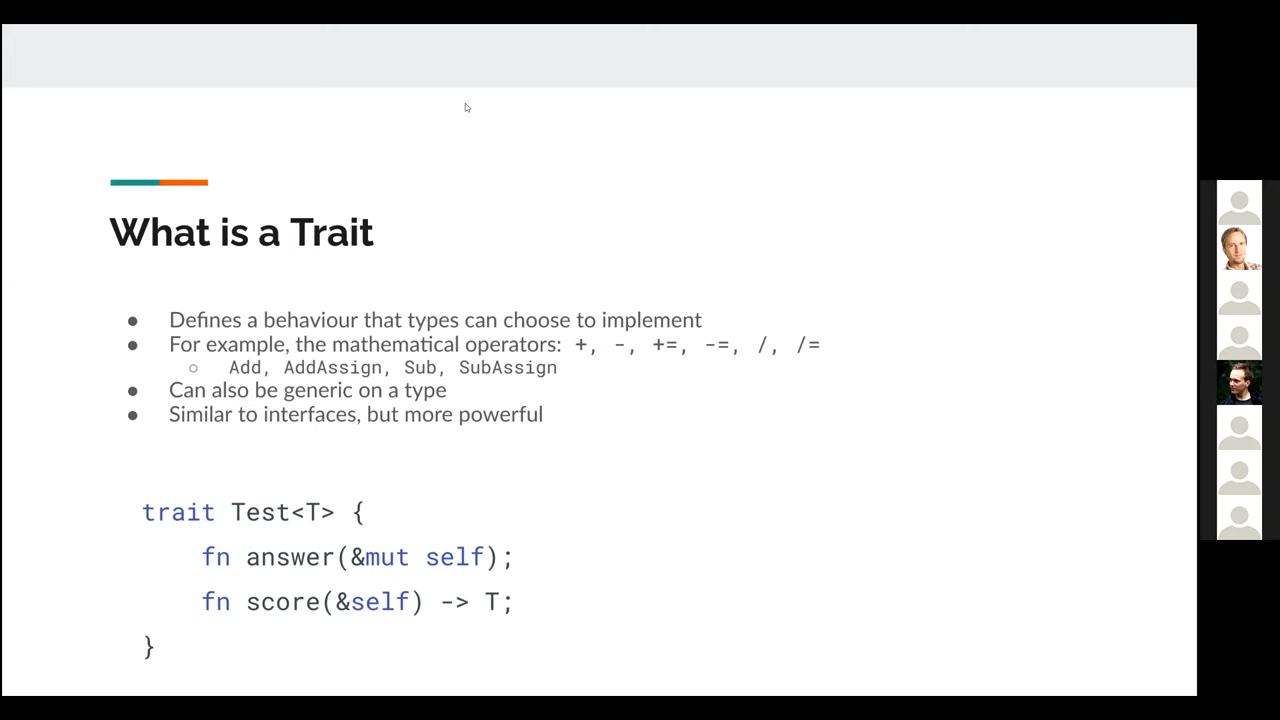 What is a Trait
● Defines a behaviour that types can choose to implement
● For example, the mathematical operators: +, -, +=, -=, /, /=
○ Add, AddAssign, Sub, SubAssign
● Can also be generic on a type
● Similar to interfaces, but more powerful
trait Test<T> {
    fn answer(&mut self);
    fn score(&self) -> T;
}